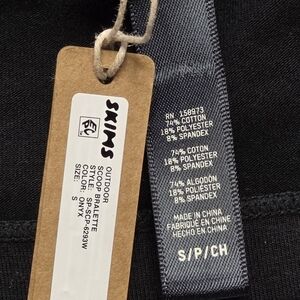 SKIMS
OUTDOOR
SCOOP BRALETTE
STYLE: SP-SCP-6293W
COLOR: ONYX
SIZE: S
RN 158973
74% COTTON
18% POLYESTER
8% SPANDEX
74% COTON
18% POLYESTER
8% SPANDEX
74% ALGODÓN
18% POLIÉSTER
8% SPANDEX
MADE IN CHINA
FABRIQUÉ EN CHINE
HECHO EN CHINA
S/P/CH